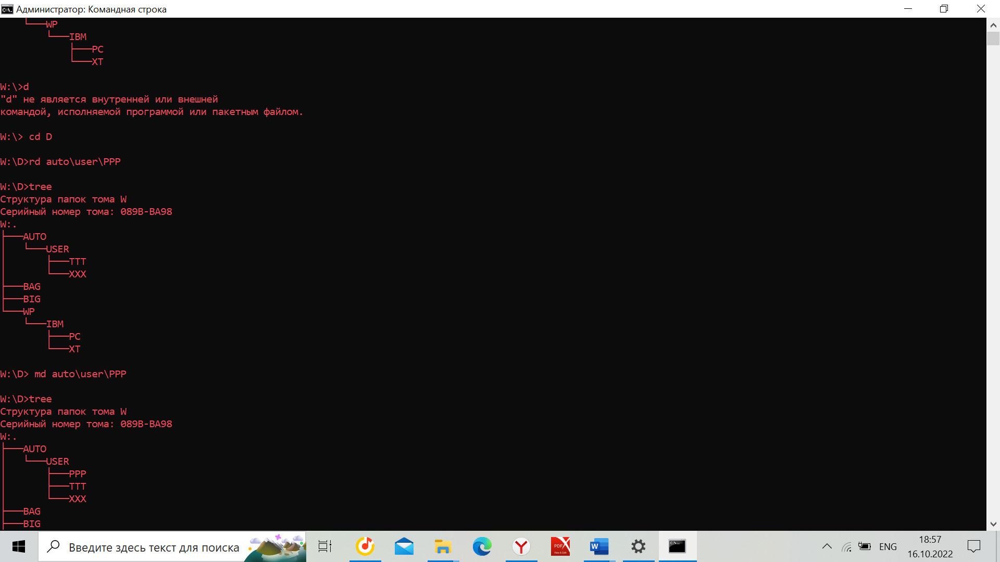 Администратор: Командная строка
└───WP
└───IBM
├───PC
└───XT
W:\>d
"d" не является внутренней или внешней
командой, исполняемой программой или пакетным файлом.
W:\> cd D
W:\D>rd auto\user\PPP
W:\D>tree
Структура папок тома W
Серийный номер тома: 089B-BA98
W:.
├───AUTO
│   └───USER
│       ├───TTT
│       └───XXX
├───BAG
├───BIG
└───WP
    └───IBM
        ├───PC
        └───XT
W:\D> md auto\user\PPP
W:\D>tree
Структура папок тома W
Серийный номер тома: 089B-BA98
W:.
├───AUTO
│   └───USER
│       ├───PPP
│       ├───TTT
│       └───XXX
├───BAG
├───BIG
Введите здесь текст для поиска
PDFX
View & Edit
W
ENG
18:57
16.10.2022